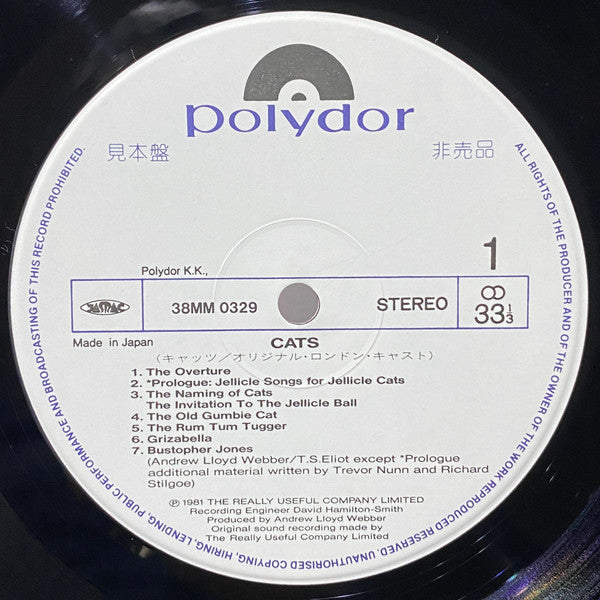 polydor
見本盤 非売品
1
Polydor K.K.,
JASRAC 38MM 0329 STEREO 33 1/3
Made in Japan
CATS
(キャッツ/オリジナル・ロンドン・キャスト)
1. The Overture
2. *Prologue: Jellicle Songs for Jellicle Cats
3. The Naming of Cats
The Invitation To The Jellicle Ball
4. The Old Gumbie Cat
5. The Rum Tum Tugger
6. Grizabella
7. Bustopher Jones
(Andrew Lloyd Webber/T.S.Eliot except *Prologue
additional material written by Trevor Nunn and Richard
Stilgoe)
℗ 1981 THE REALLY USEFUL COMPANY LIMITED
Recording Engineer David Hamilton-Smith
Produced by Andrew Lloyd Webber
Original sound recording made by
The Really Useful Company Limited
ALL RIGHTS OF THE PRODUCER AND OF THE OWNER OF THE WORK REPRODUCED RESERVED. UNAUTHORISED COPYING, HIRING, LENDING, PUBLIC PERFORMANCE AND BROADCASTING OF THIS RECORD PROHIBITED.